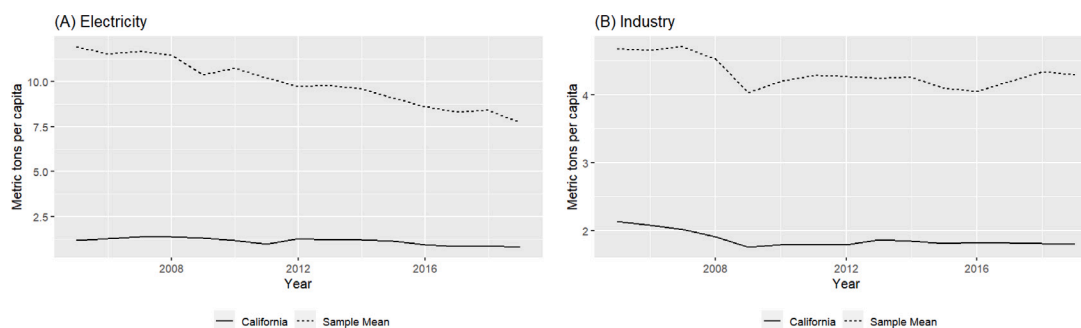 (A) Electricity
Metric tons per capita
10.0
7.5
5.0
2.5
2008
2012
2016
Year
California
Sample Mean
(B) Industry
Metric tons per capita
4
3
2
2008
2012
2016
Year
California
Sample Mean